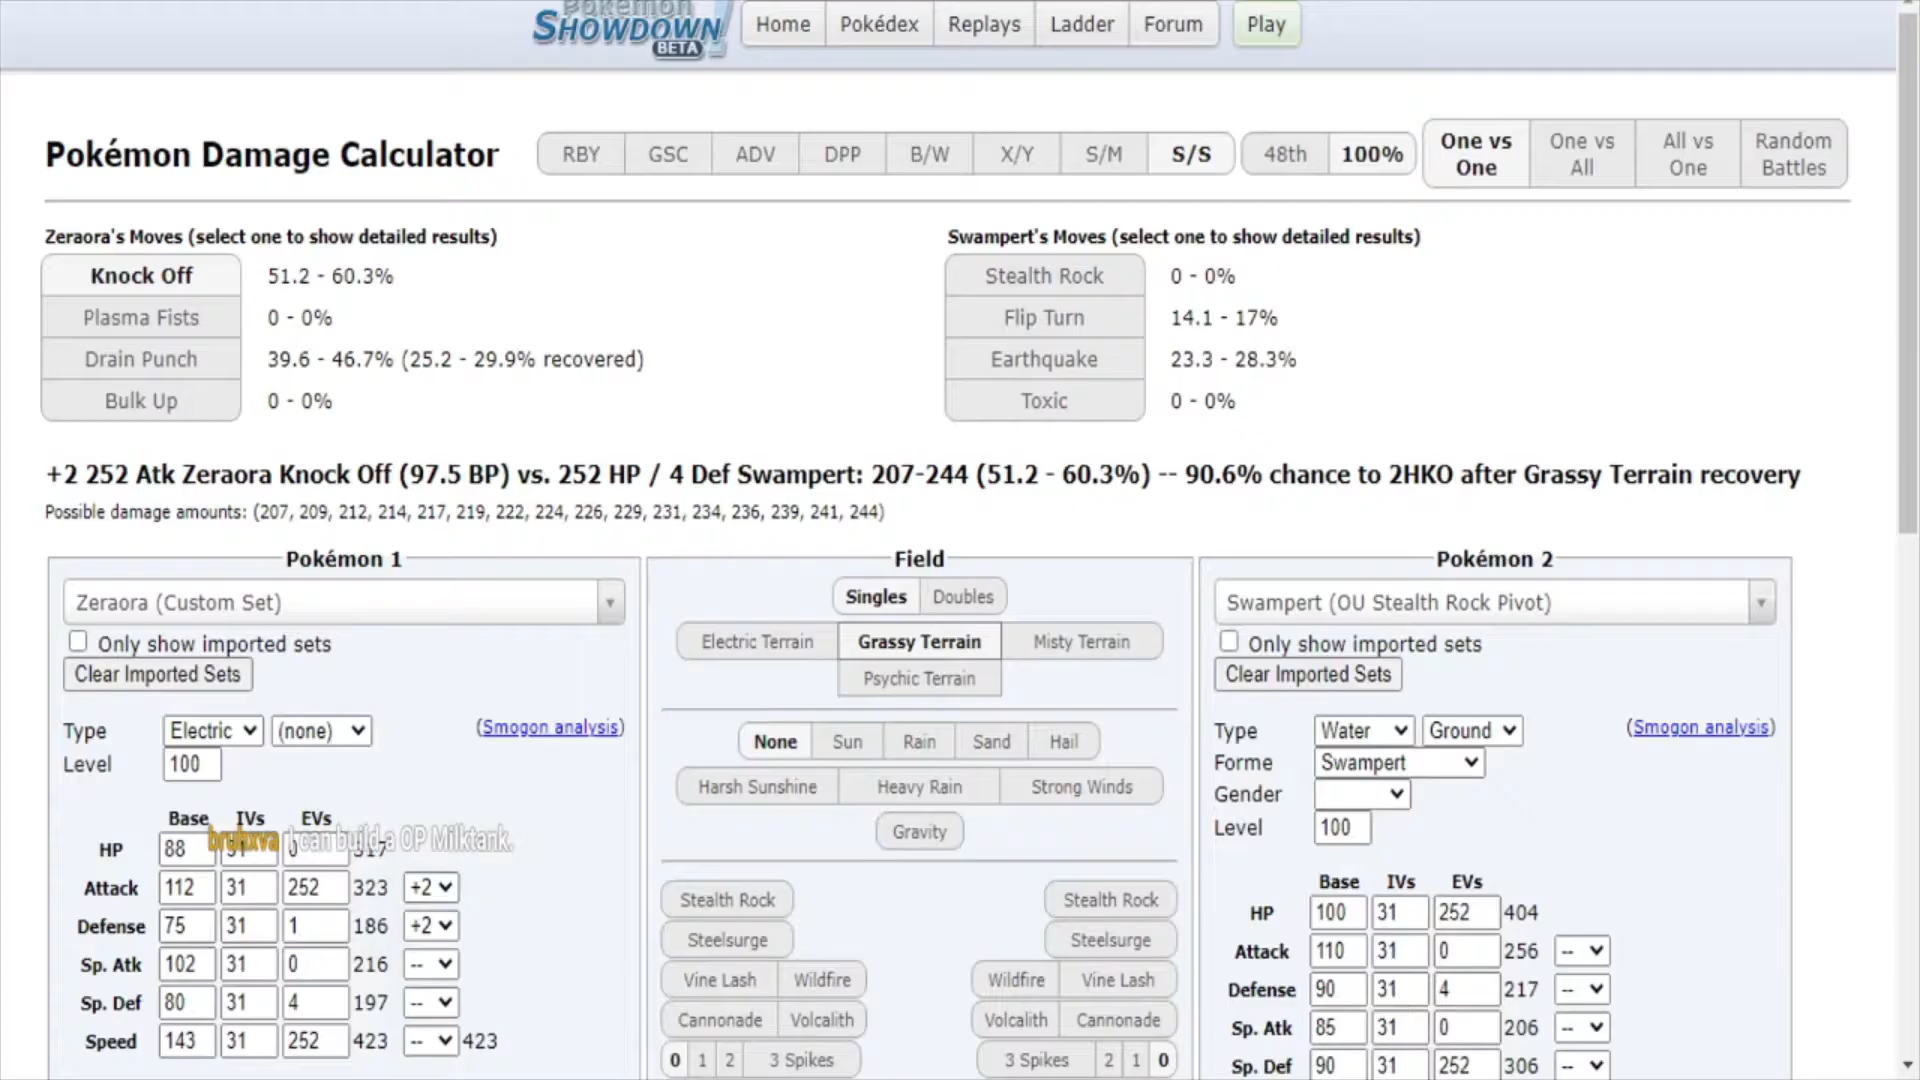 Pokémon
SHOWDOWN!
BETA
Home Pokédex Replays Ladder Forum Play
Pokémon Damage Calculator RBY GSC ADV DPP B/W X/Y S/M S/S 48th 100% One vs One One vs All All vs One Random Battles
Zeraora's Moves (select one to show detailed results)
Knock Off 51.2 - 60.3%
Plasma Fists 0 - 0%
Drain Punch 39.6 - 46.7% (25.2 - 29.9% recovered)
Bulk Up 0 - 0%
Swampert's Moves (select one to show detailed results)
Stealth Rock 0 - 0%
Flip Turn 14.1 - 17%
Earthquake 23.3 - 28.3%
Toxic 0 - 0%
+2 252 Atk Zeraora Knock Off (97.5 BP) vs. 252 HP / 4 Def Swampert: 207-244 (51.2 - 60.3%) -- 90.6% chance to 2HKO after Grassy Terrain recovery
Possible damage amounts: (207, 209, 212, 214, 217, 219, 222, 224, 226, 229, 231, 234, 236, 239, 241, 244)
Pokémon 1
Zeraora (Custom Set)
Only show imported sets
Clear Imported Sets
Type Electric (none) (Smogon analysis)
Level 100
Base IVs EVs
bruhxva I can build a OP Milktank.
HP 88 31 0 317
Attack 112 31 252 323 +2
Defense 75 31 1 186 +2
Sp. Atk 102 31 0 216 --
Sp. Def 80 31 4 197 --
Speed 143 31 252 423 -- 423
Field
Singles Doubles
Electric Terrain Grassy Terrain Misty Terrain
Psychic Terrain
None Sun Rain Sand Hail
Harsh Sunshine Heavy Rain Strong Winds
Gravity
Stealth Rock Stealth Rock
Steelsurge Steelsurge
Vine Lash Wildfire Wildfire Vine Lash
Cannonade Volcalith Volcalith Cannonade
0 1 2 3 Spikes 3 Spikes 2 1 0
Pokémon 2
Swampert (OU Stealth Rock Pivot)
Only show imported sets
Clear Imported Sets
Type Water Ground (Smogon analysis)
Forme Swampert
Gender
Level 100
Base IVs EVs
HP 100 31 252 404
Attack 110 31 0 256 --
Defense 90 31 4 217 --
Sp. Atk 85 31 0 206 --
Sp. Def 90 31 252 306 --